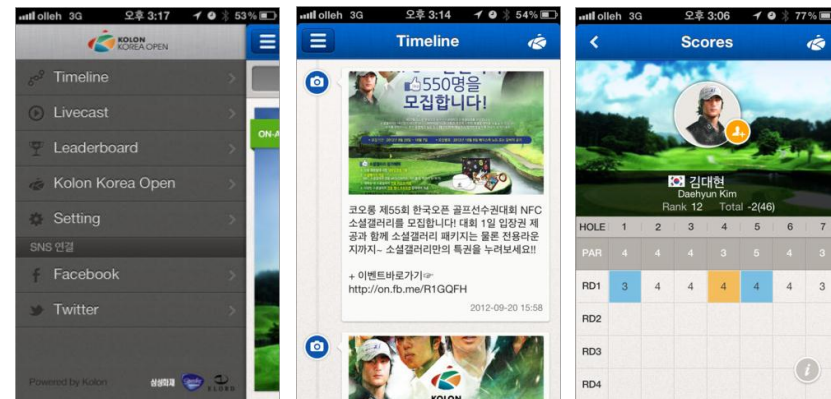 olleh 3G 오후 3:17 53%
KOLON
KOREA OPEN
Timeline
Livecast
Leaderboard
Kolon Korea Open
Setting
SNS 연결
Facebook
Twitter
Powered by Kolon
ELORD
ON-A
olleh 3G 오후 3:14 54%
Timeline
550명을
모집합니다!
코오롱 제55회 한국오픈 골프선수권대회 NFC
소셜갤러리를 모집합니다! 대회 1일 입장권 제
공과 함께 소셜갤러리 패키지는 물론 전용라운
지까지~ 소셜갤러리만의 특권을 누려보세요!!
+ 이벤트바로가기☞
http://on.fb.me/R1GQFH
2012-09-20 15:58
KOLON
olleh 3G 오후 3:06 77%
Scores
김대현
Daehyun Kim
Rank 12 Total -2(46)
HOLE 1 2 3 4 5 6 7
PAR 4 4 4 3 5 4 3
RD1 3 4 4 4 4 4 3
RD2
RD3
RD4